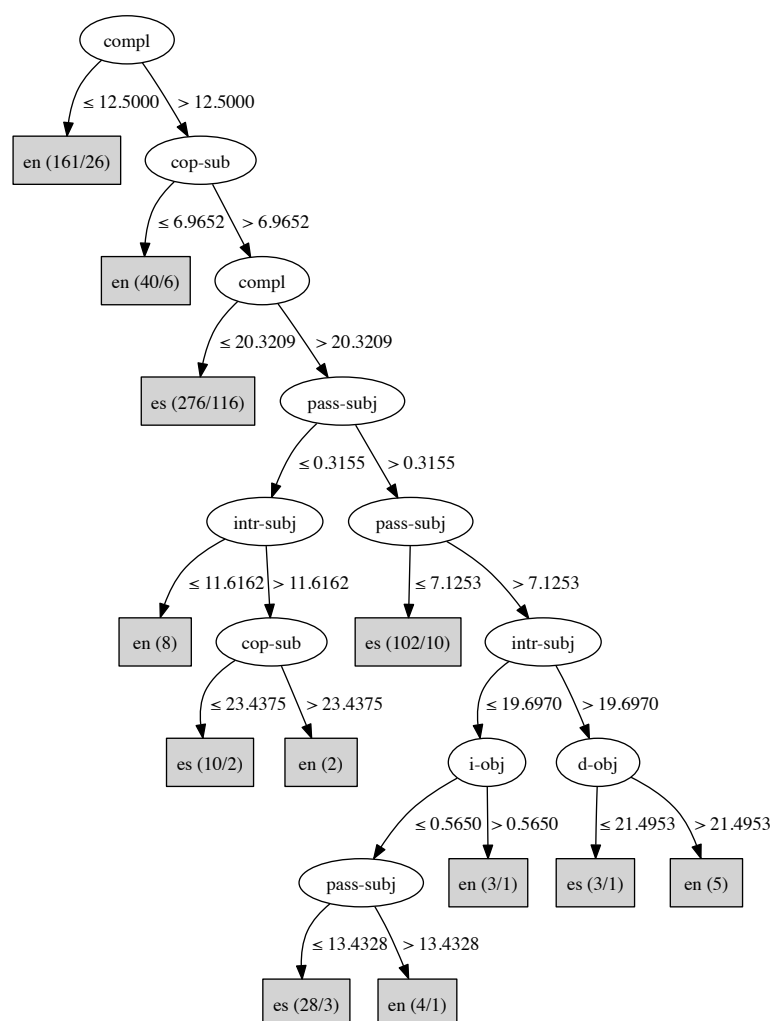 compl
≤ 12.5000 > 12.5000
en (161/26) cop-sub
≤ 6.9652 > 6.9652
en (40/6) compl
≤ 20.3209 > 20.3209
es (276/116) pass-subj
≤ 0.3155 > 0.3155
intr-subj pass-subj
≤ 11.6162 > 11.6162 ≤ 7.1253 > 7.1253
en (8) cop-sub es (102/10) intr-subj
≤ 23.4375 > 23.4375 ≤ 19.6970 > 19.6970
es (10/2) en (2) i-obj d-obj
≤ 0.5650 > 0.5650 ≤ 21.4953 > 21.4953
pass-subj en (3/1) es (3/1) en (5)
≤ 13.4328 > 13.4328
es (28/3) en (4/1)